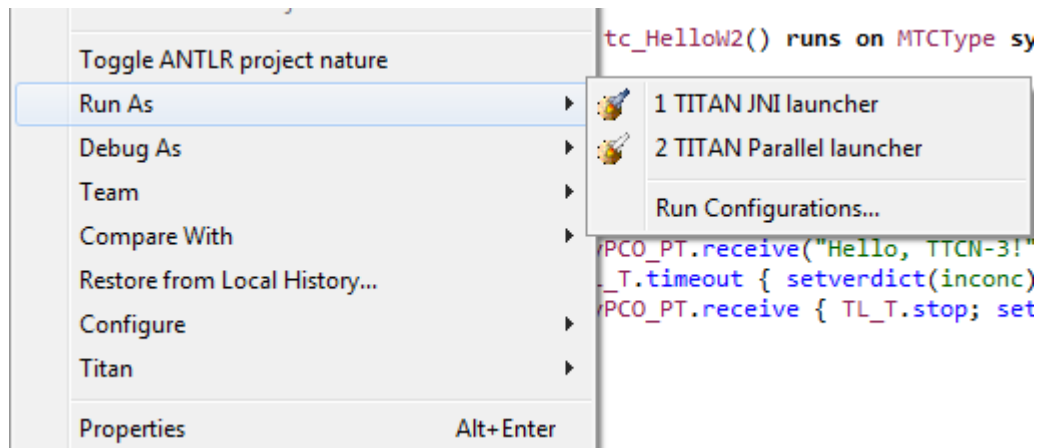 tc_HelloW2() runs on MTCType sy
Toggle ANTLR project nature
Run As
1 TITAN JNI launcher
Debug As
2 TITAN Parallel launcher
Team
Run Configurations...
Compare With
PCO_PT.receive("Hello, TTCN-3!"
Restore from Local History...
_T.timeout { setverdict(inconc)
Configure
PCO_PT.receive { TL_T.stop; set
Titan
Properties Alt+Enter